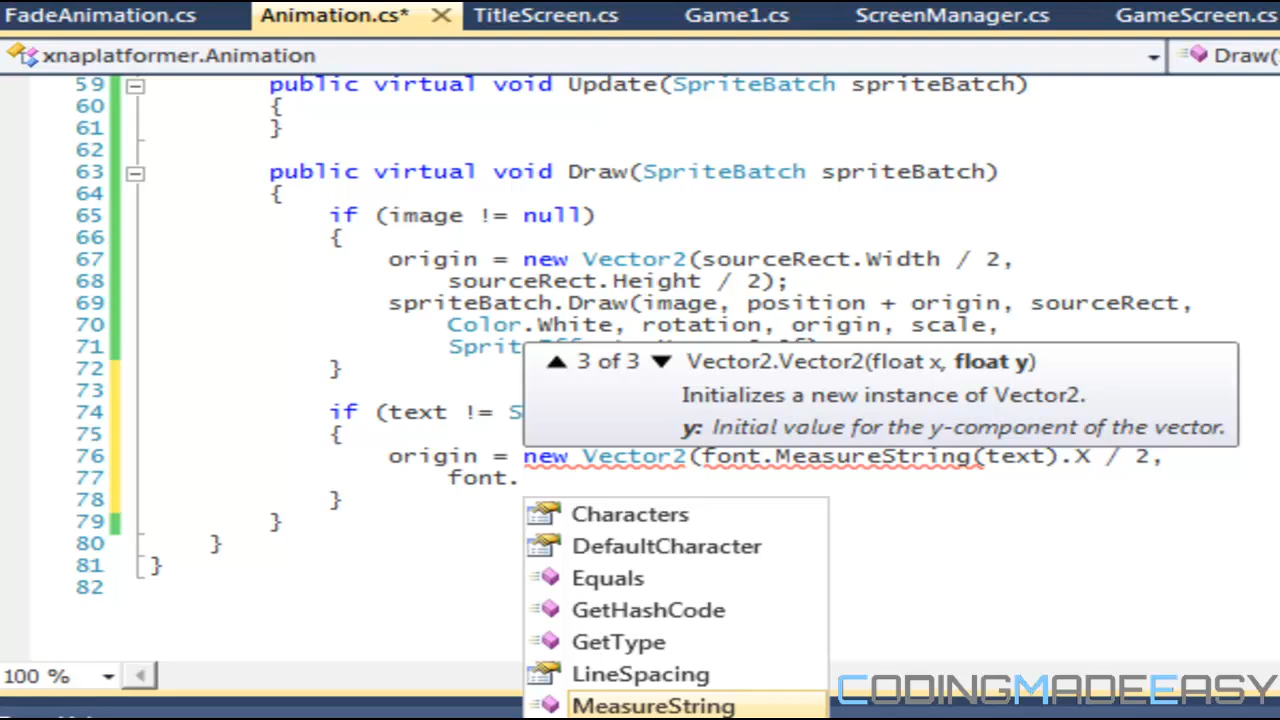 FadeAnimation.cs Animation.cs* TitleScreen.cs Game1.cs ScreenManager.cs GameScreen.cs
xnaplatformer.Animation Draw(
59 public virtual void Update(SpriteBatch spriteBatch)
60 {
61 }
62
63 public virtual void Draw(SpriteBatch spriteBatch)
64 {
65 if (image != null)
66 {
67 origin = new Vector2(sourceRect.Width / 2,
68 sourceRect.Height / 2);
69 spriteBatch.Draw(image, position + origin, sourceRect,
70 Color.White, rotation, origin, scale,
71 Sprit
72 }
73
3 of 3 Vector2.Vector2(float x, float y)
Initializes a new instance of Vector2.
y: Initial value for the y-component of the vector.
74 if (text != S
75 {
76 origin = new Vector2(font.MeasureString(text).X / 2,
77 font.
78 }
79 }
80 }
81 }
82
Characters
DefaultCharacter
Equals
GetHashCode
GetType
LineSpacing
MeasureString
100 %
CODINGMADEEASY